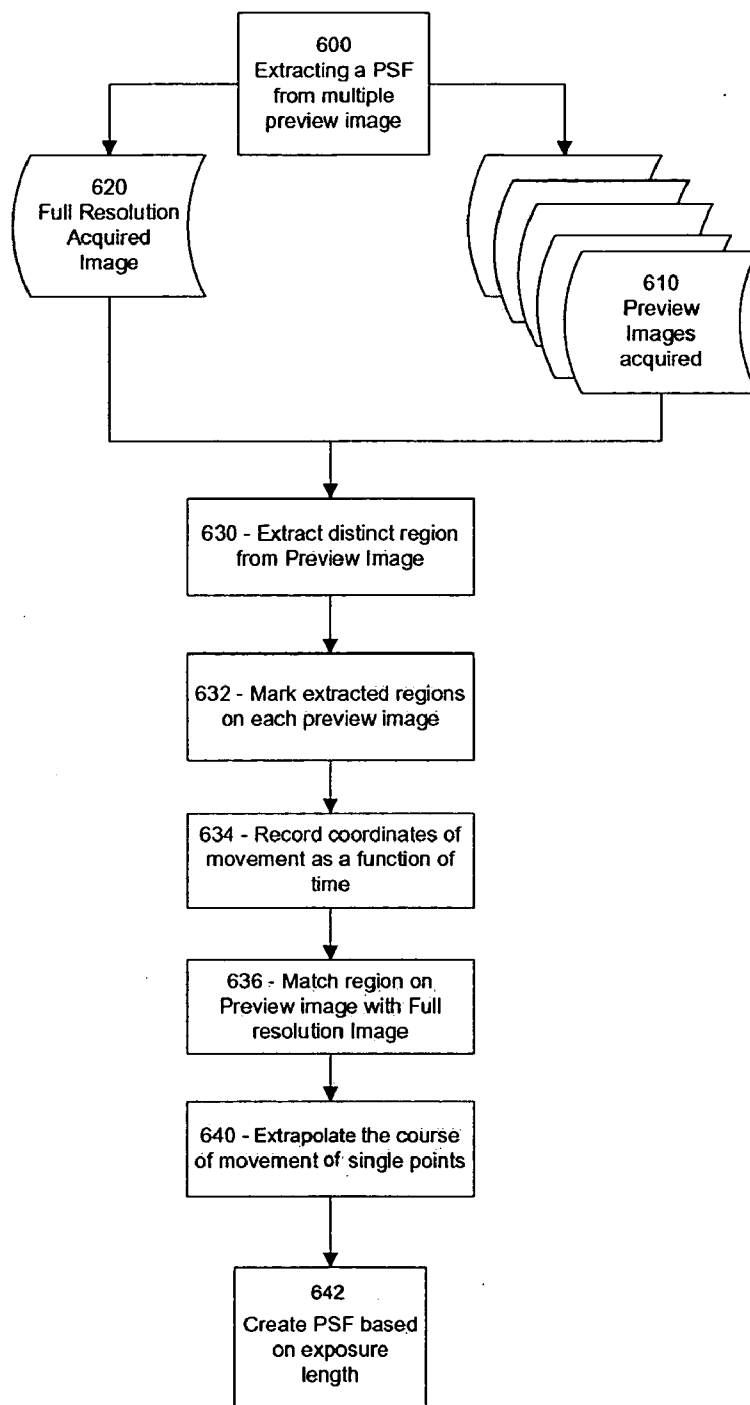 600
Extracting a PSF
from multiple
preview image
620
Full Resolution
Acquired
Image
610
Preview
Images
acquired
630 - Extract distinct region
from Preview Image
632 - Mark extracted regions
on each preview image
634 - Record coordinates of
movement as a function of
time
636 - Match region on
Preview image with Full
resolution Image
640 - Extrapolate the course
of movement of single points
642
Create PSF based
on exposure
length